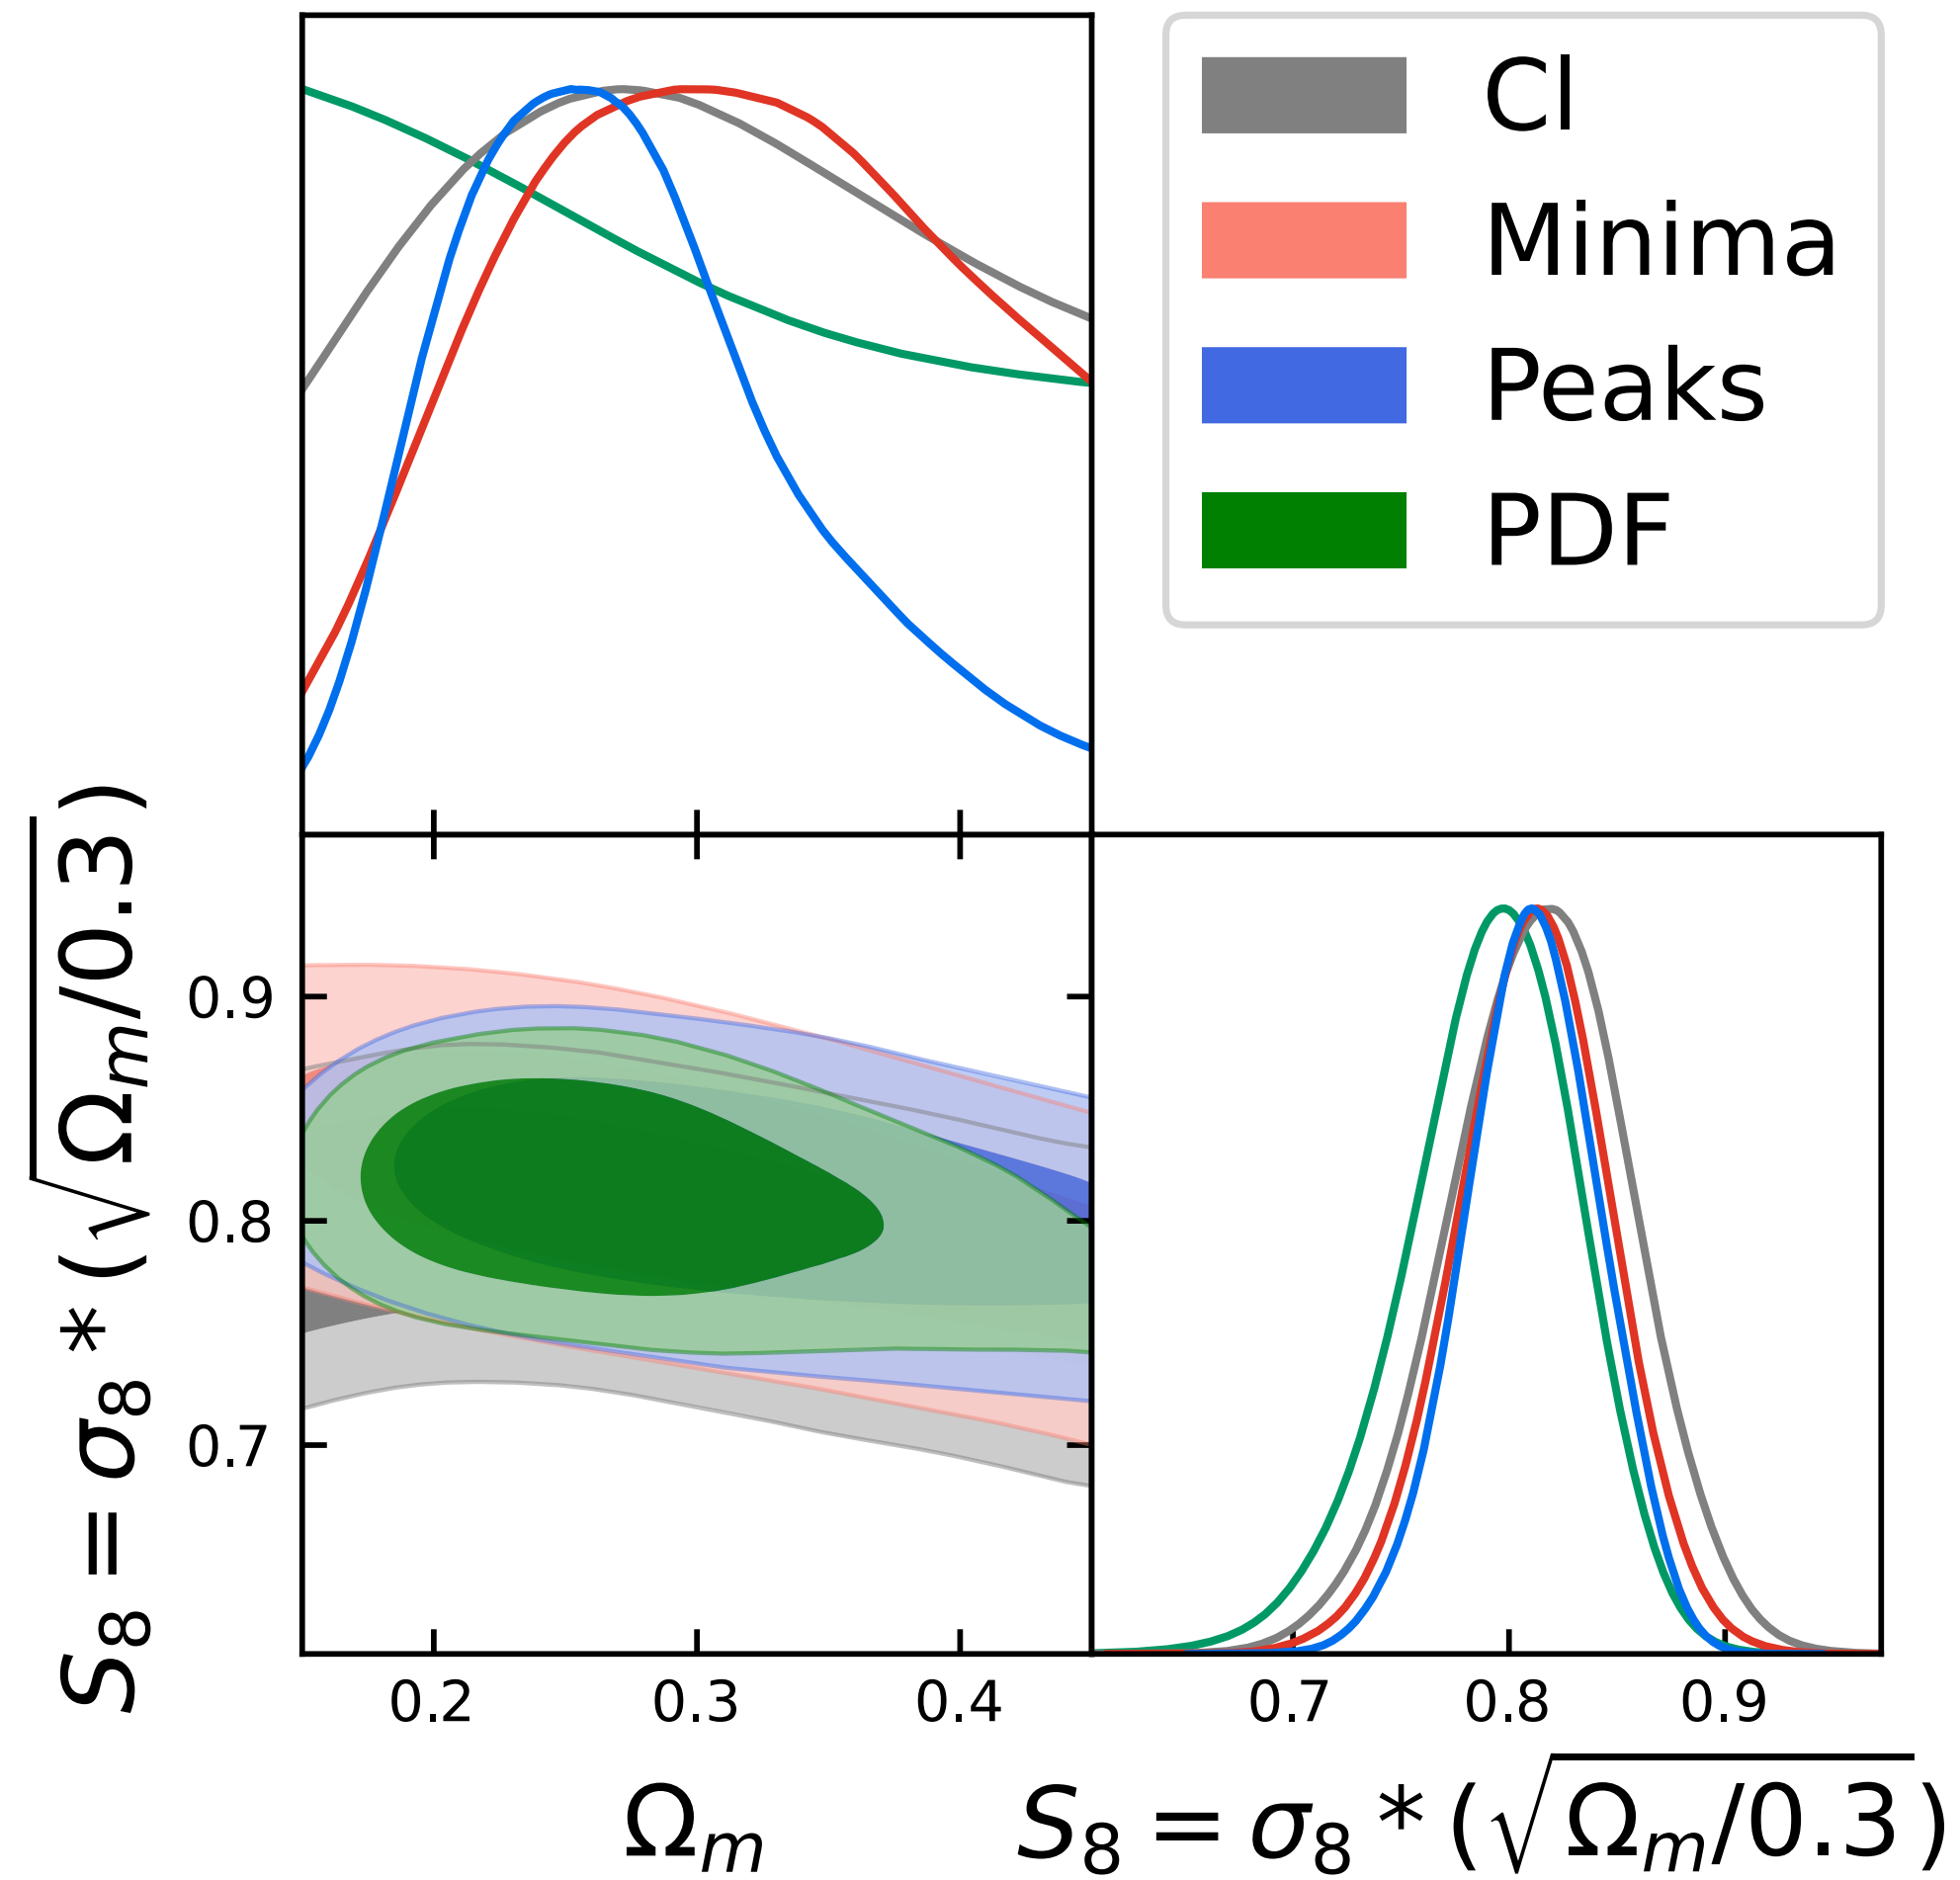 Cl
Minima
Peaks
PDF
S₈ = σ₈ * (√Ωₘ/0.3)
0.9
0.8
0.7
0.2 0.3 0.4 0.7 0.8 0.9
Ωₘ S₈ = σ₈ * (√Ωₘ/0.3)